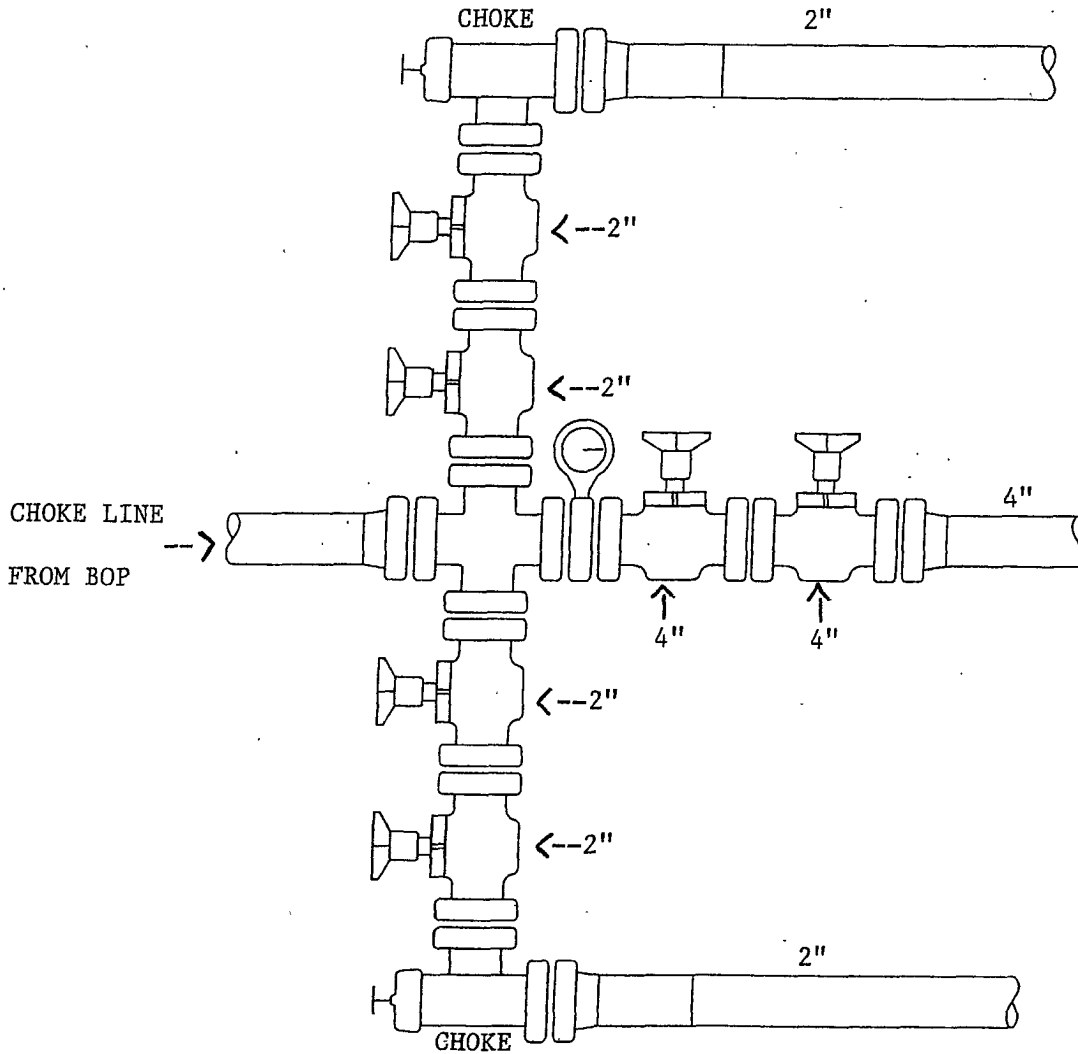 CHOKE
2"
<--2"
<--2"
CHOKE LINE
-->
FROM BOP
4"
4"
4"
<--2"
<--2"
2"
CHOKE